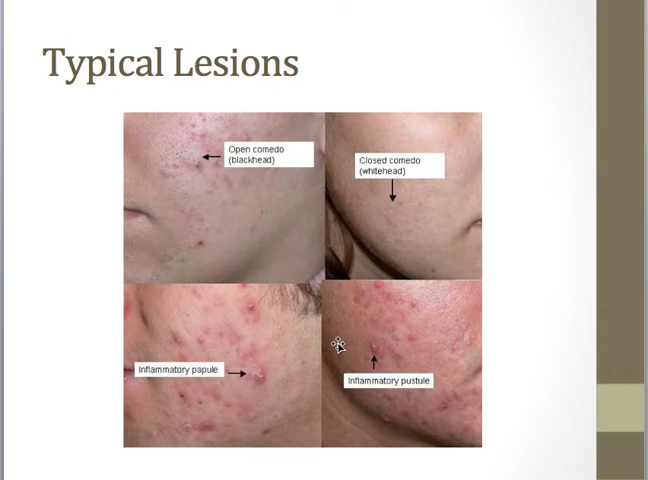 Typical Lesions
Open comedo
(blackhead)
Closed comedo
(whitehead)
Inflammatory papule
Inflammatory pustule